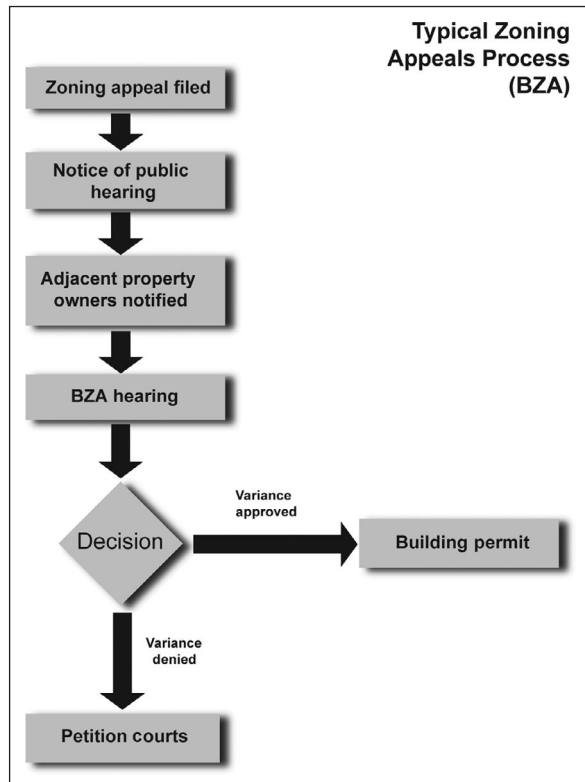 Typical Zoning
Appeals Process
(BZA)
Zoning appeal filed
Notice of public
hearing
Adjacent property
owners notified
BZA hearing
Decision
Variance
approved
Building permit
Variance
denied
Petition courts